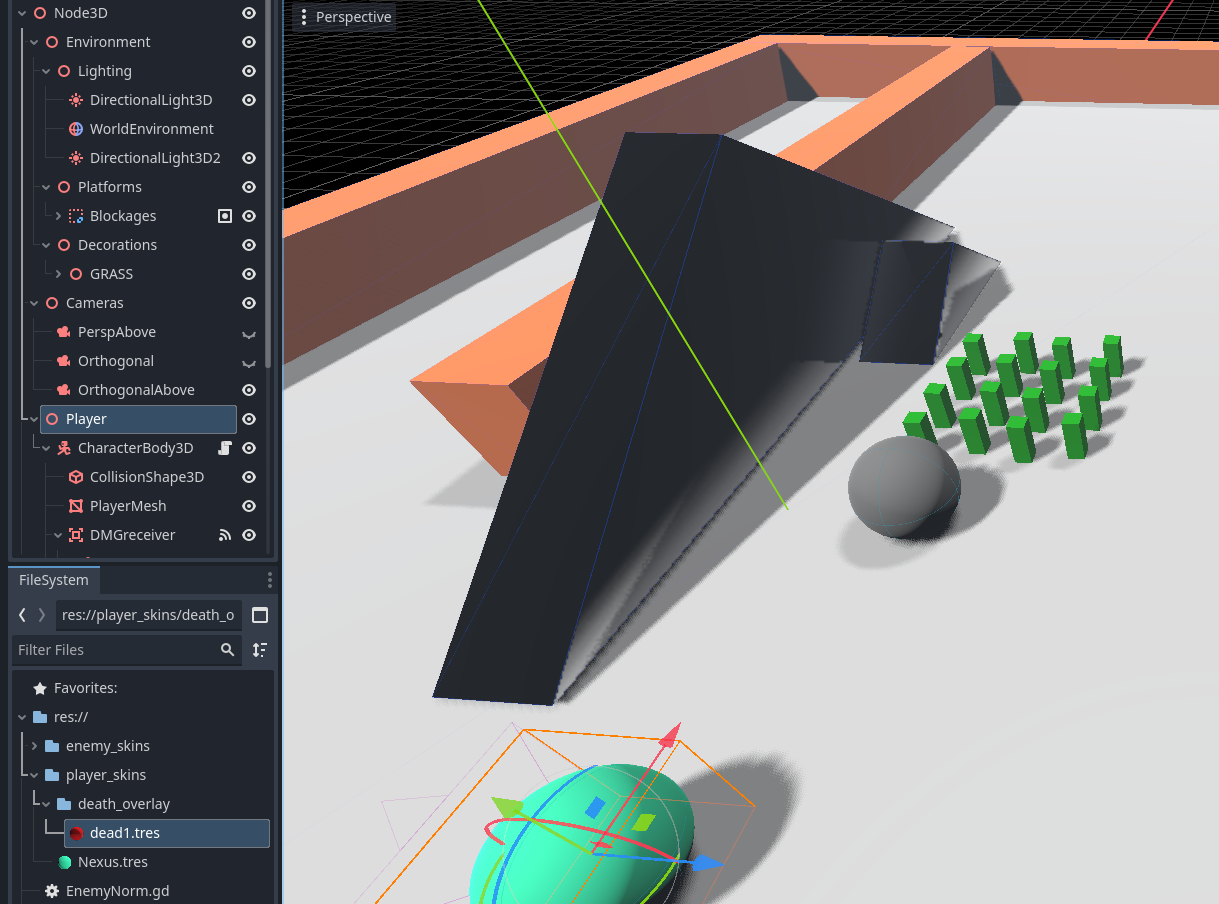 Node3D
Environment
Lighting
DirectionalLight3D
WorldEnvironment
DirectionalLight3D2
Platforms
Blockages
Decorations
GRASS
Cameras
PerspAbove
Orthogonal
OrthogonalAbove
Player
CharacterBody3D
CollisionShape3D
PlayerMesh
DMGreceiver
FileSystem
res://player_skins/death_o
Filter Files
Favorites:
res://
enemy_skins
player_skins
death_overlay
dead1.tres
Nexus.tres
EnemyNorm.gd
Perspective